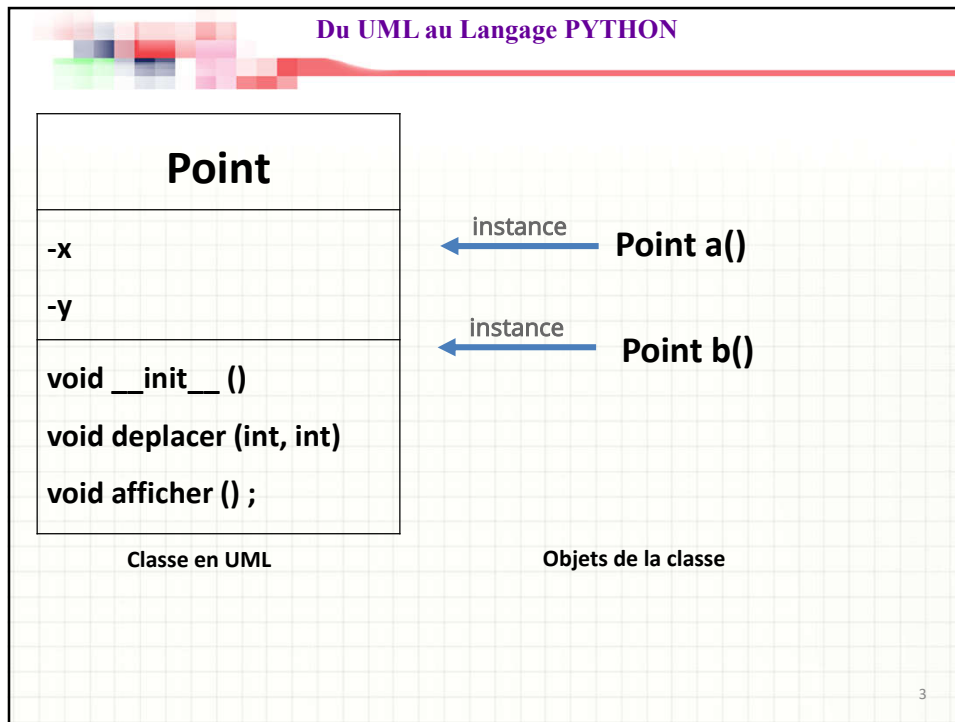 Du UML au Langage PYTHON
Point
-x
-y
void __init__ ()
void deplacer (int, int)
void afficher () ;
Classe en UML
instance
Point a()
instance
Point b()
Objets de la classe
3